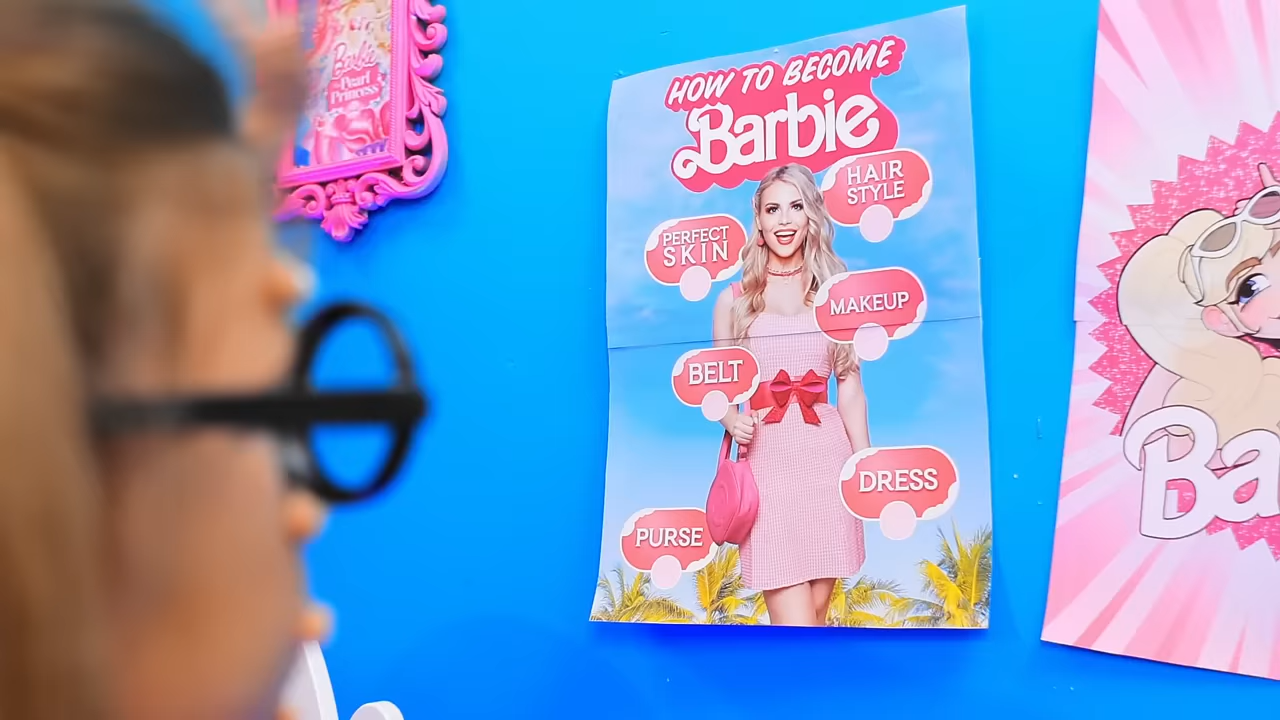 Barbie
Pearl
Princess
HOW TO BECOME
Barbie
HAIR
STYLE
PERFECT
SKIN
MAKEUP
BELT
DRESS
PURSE
Ba